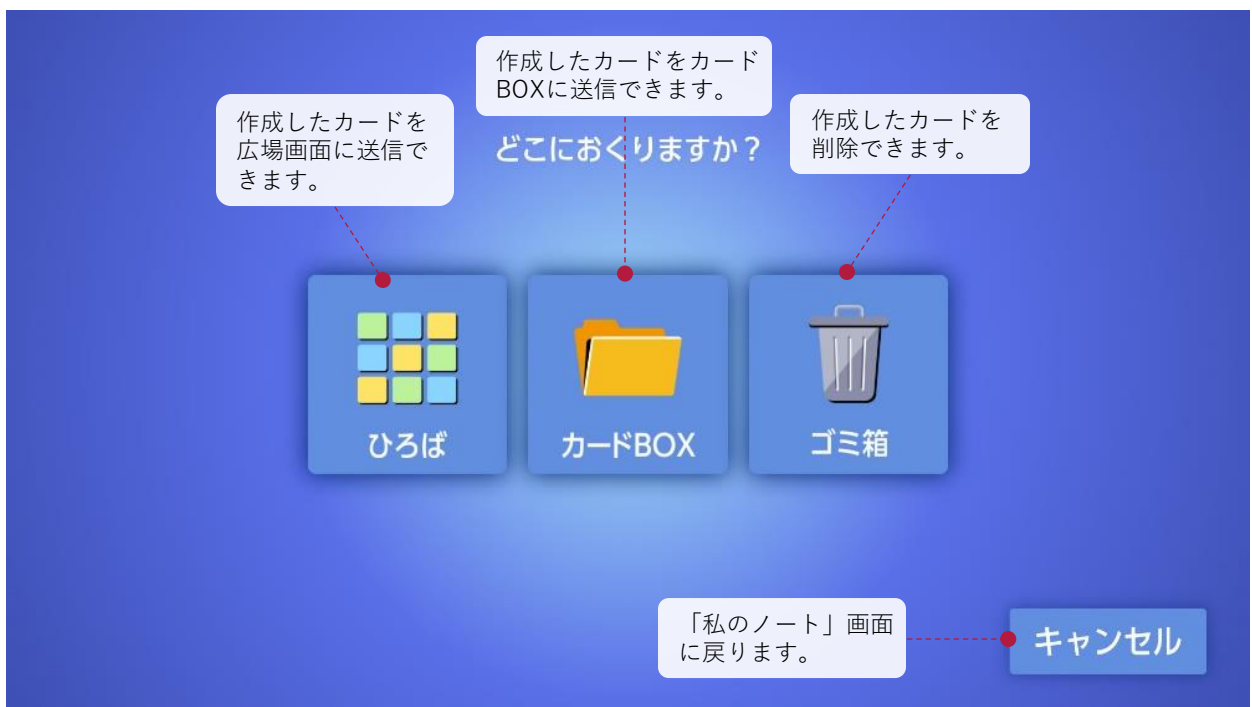 作成したカードをカード
BOXに送信できます。
作成したカードを
広場画面に送信で
きます。
作成したカードを
削除できます。
どこにおくりますか？
ひろば
カードBOX
ゴミ箱
「私のノート」画面
に戻ります。
キャンセル